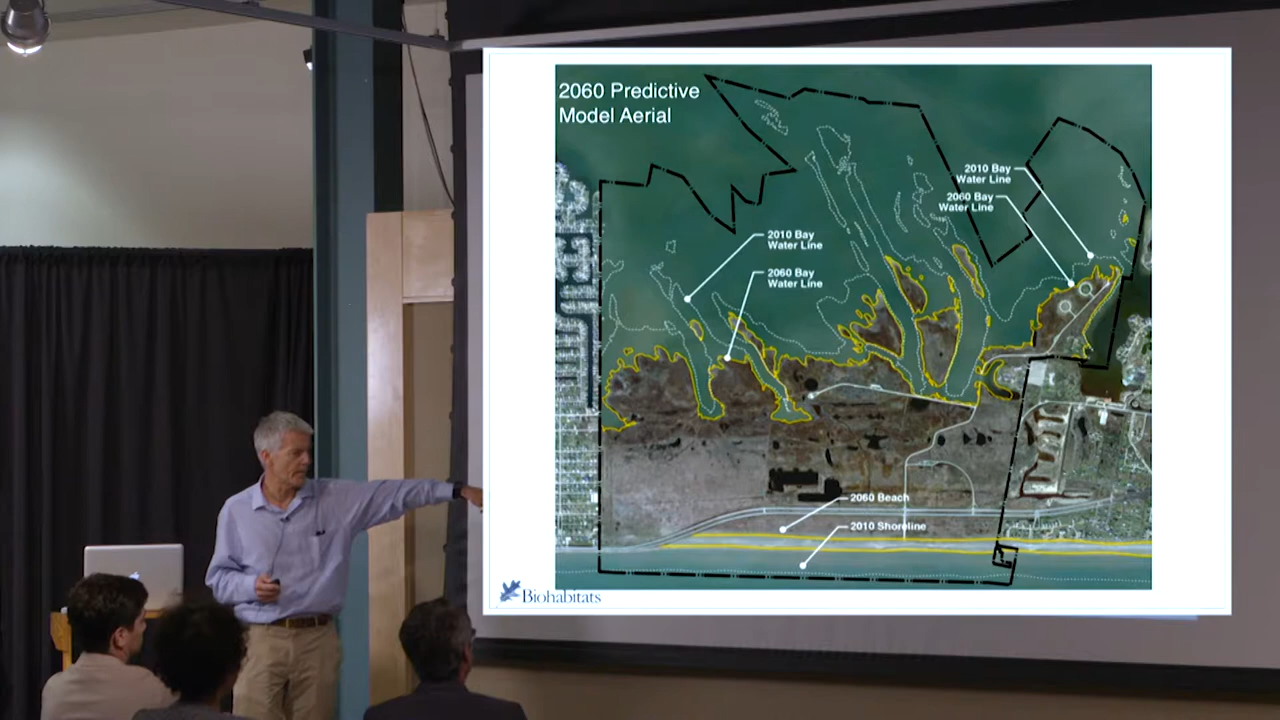 2060 Predictive
Model Aerial
2010 Bay
Water Line
2060 Bay
Water Line
2010 Bay
Water Line
2060 Bay
Water Line
2060 Beach
2010 Shoreline
Biohabitats